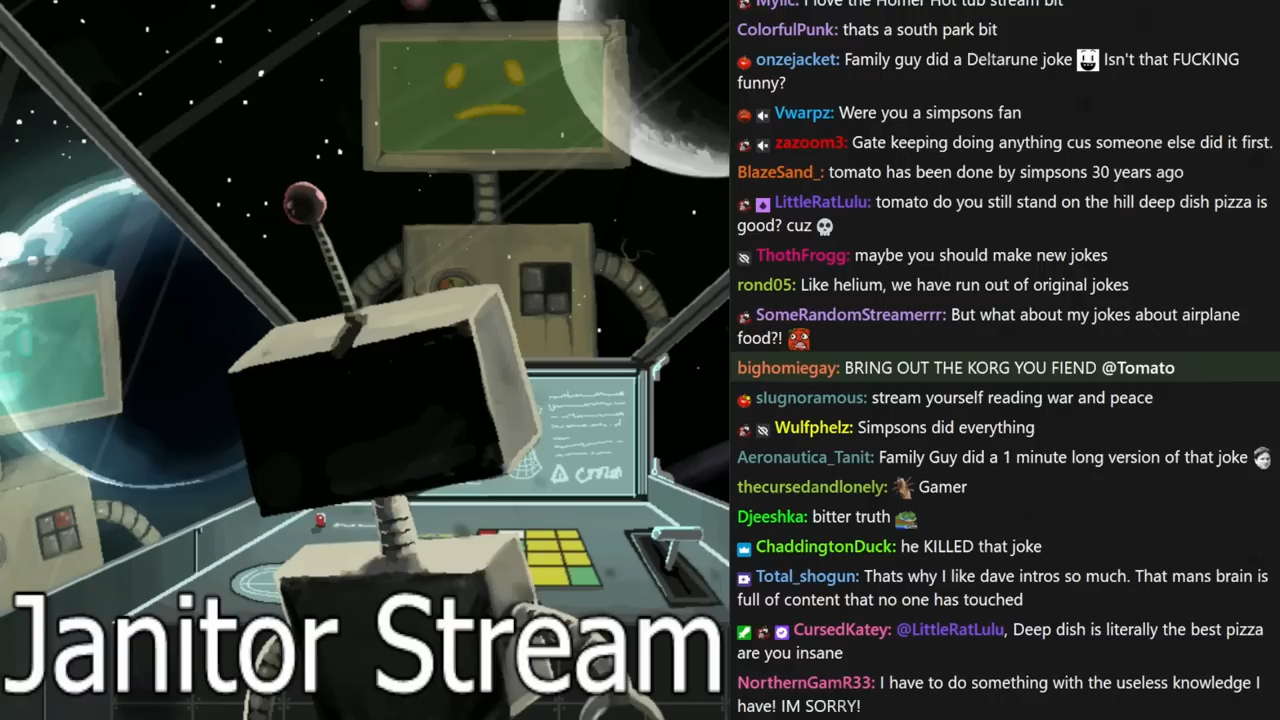 Mylic: I love the Homer Hot tub stream bit
ColorfulPunk: thats a south park bit
onzejacket: Family guy did a Deltarune joke Isn't that FUCKING
funny?
Vwarpz: Were you a simpsons fan
zazoom3: Gate keeping doing anything cus someone else did it first.
BlazeSand_: tomato has been done by simpsons 30 years ago
LittleRatLulu: tomato do you still stand on the hill deep dish pizza is
good? cuz
ThothFrogg: maybe you should make new jokes
rond05: Like helium, we have run out of original jokes
SomeRandomStreamerrr: But what about my jokes about airplane
food?!
bighomiegay: BRING OUT THE KORG YOU FIEND @Tomato
slugnoramous: stream yourself reading war and peace
Wulfphelz: Simpsons did everything
Aeronautica_Tanit: Family Guy did a 1 minute long version of that joke
thecursedandlonely: Gamer
Djeeshka: bitter truth
ChaddingtonDuck: he KILLED that joke
Total_shogun: Thats why I like dave intros so much. That mans brain is
full of content that no one has touched
CursedKatey: @LittleRatLulu, Deep dish is literally the best pizza
are you insane
NorthernGamR33: I have to do something with the useless knowledge I
have! IM SORRY!
Janitor Stream